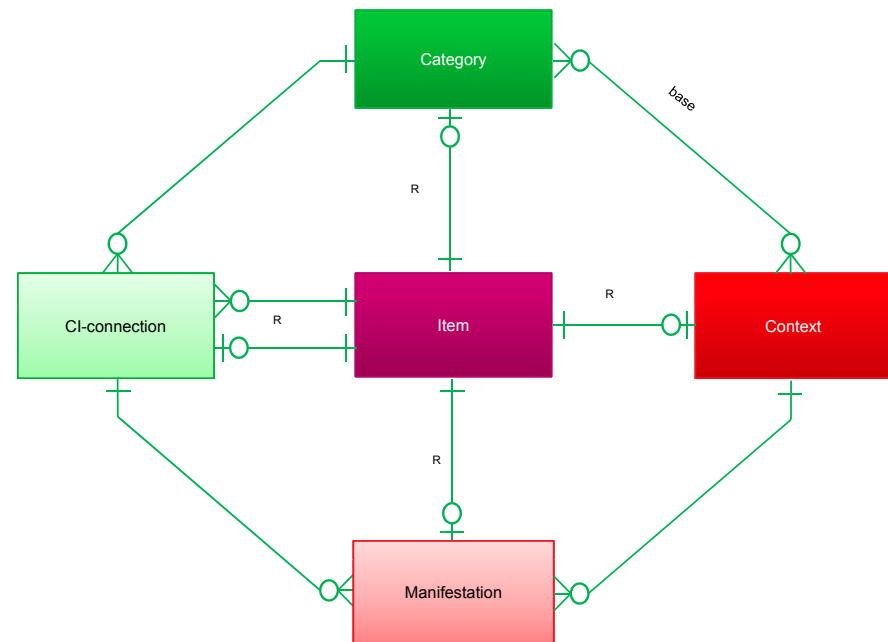 Category
base
R
CI-connection
R
Item
R
Context
R
Manifestation